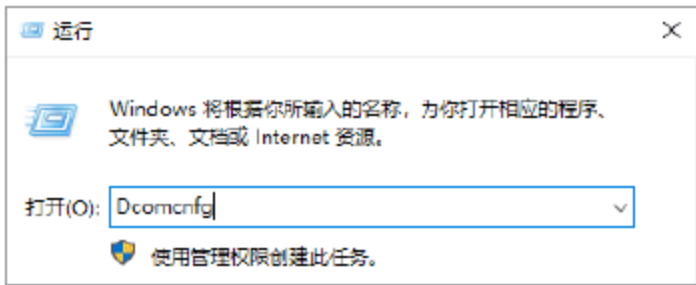 运行
Windows 将根据你所输入的名称，为你打开相应的程序、
文件夹、文档或 Internet 资源。
打开(O): Dcomcnfg
使用管理权限创建此任务。